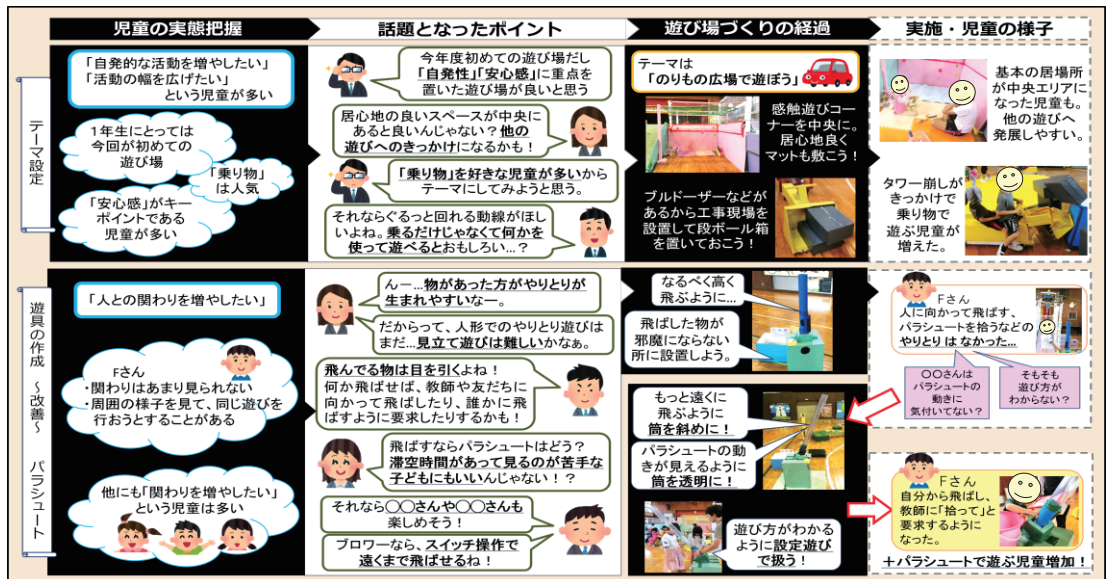 児童の実態把握
話題となったポイント
遊び場づくりの経過
実施・児童の様子
テーマ設定
「自発的な活動を増やしたい」
「活動の幅を広げたい」
という児童が多い
1年生にとっては
今回が初めての
遊び場
「乗り物」
は人気
「安心感」がキー
ポイントである
児童が多い
今年度初めての遊び場だし
「自発性」「安心感」に重点を
置いた遊び場が良いと思う
居心地の良いスペースが中央に
あると良いんじゃない？他の
遊びへのきっかけになるかも！
「乗り物」を好きな児童が多いから
テーマにしてみようと思う。
それならぐるっと回れる動線がほし
いよね。乗るだけじゃなくて何かを
使って遊べるとおもしろい…？
テーマは
「のりもの広場で遊ぼう」
感触遊びコー
ナーを中央に。
居心地良く
マットも敷こう！
ブルドーザーなどが
あるから工事現場を
設置して段ボール箱
を置いておこう！
基本の居場所
が中央エリアに
なった児童も。
他の遊びへ
発展しやすい。
タワー崩しが
きっかけで
乗り物で
遊ぶ児童が
増えた。
遊具の作成 ～改善～ パラシュート
「人との関わりを増やしたい」
Fさん
・関わりはあまり見られない
・周囲の様子を見て、同じ遊びを
行おうとすることがある
他にも「関わりを増やしたい」
という児童は多い
んー…物があった方がやりとりが
生まれやすいなー。
だからって、人形でのやりとり遊びは
まだ…見立て遊びは難しいかなぁ。
飛んでる物は目を引くよね！
何か飛ばせば、教師や友だちに
向かって飛ばしたり、誰かに飛
ばすように要求したりするかも！
飛ばすならパラシュートはどう？
滞空時間があって見るのが苦手な
子どもにもいいんじゃない！？
それなら〇〇さんや〇〇さんも
楽しめそう！
ブロワーなら、スイッチ操作で
遠くまで飛ばせるね！
なるべく高く
飛ぶように…
飛ばした物が
邪魔にならない
所に設置しよう。
もっと遠くに
飛ぶように
筒を斜めに！
パラシュートの動
きが見えるように
筒を透明に！
遊び方がわかる
ように設定遊び
で扱う！
Fさん
人に向かって飛ばす、
パラシュートを拾うなどの
やりとりはなかった…
〇〇さんは
パラシュートの
動きに
気付いてない？
そもそも
遊び方が
わからない？
Fさん
自分から飛ばし、
教師に「拾って」と
要求するように
なった。
＋パラシュートで遊ぶ児童増加！